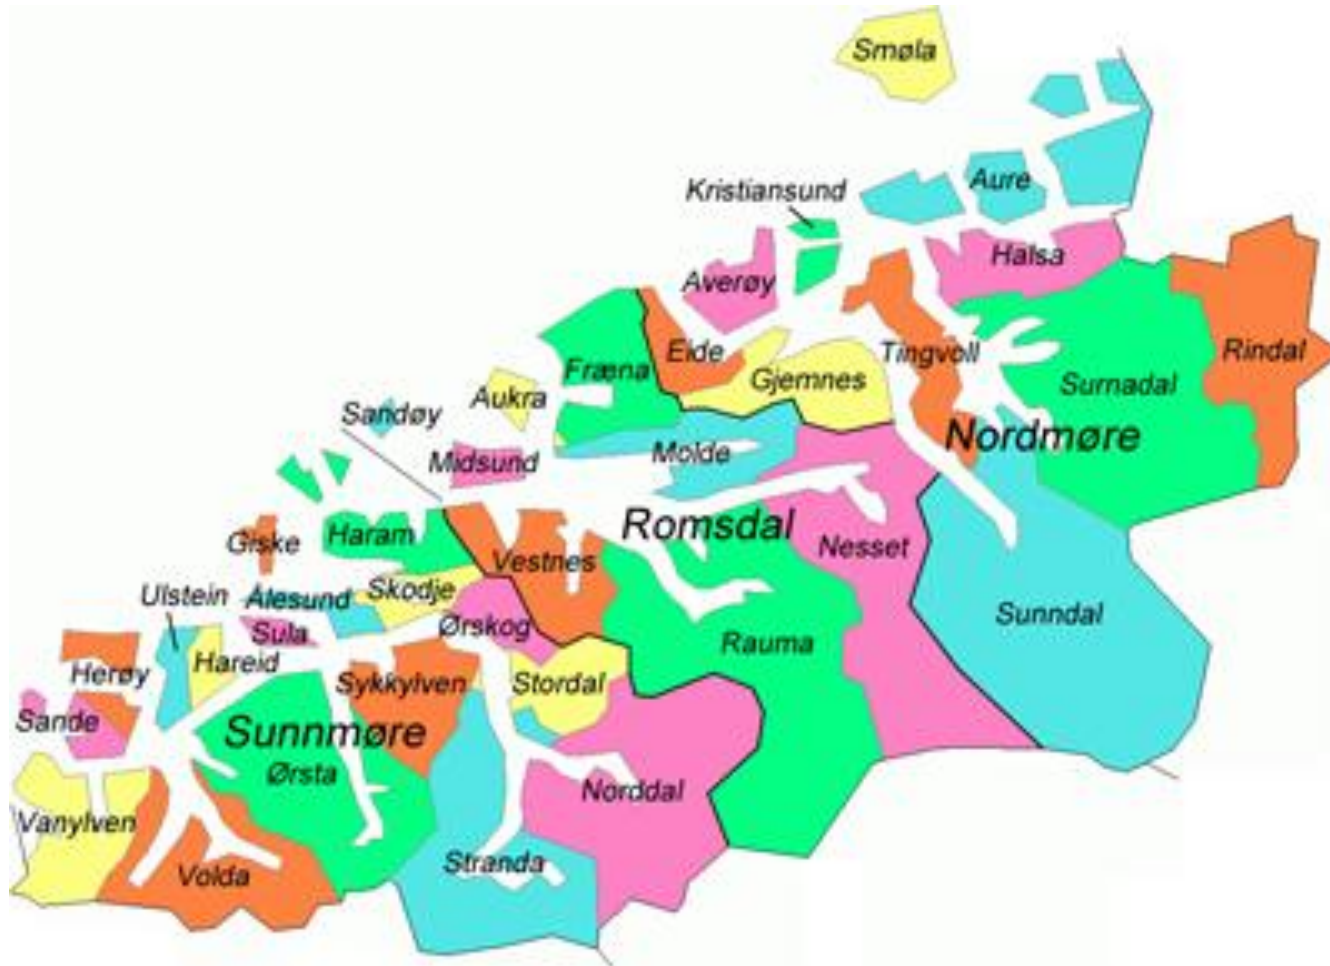 Smøla
Aure
Kristiansund
Halsa
Averøy
Eide
Tingvoll
Rindal
Fræna
Gjemnes
Surnadal
Aukra
Sandøy
Nordmøre
Molde
Midsund
Romsdal
Haram
Giske
Nesset
Vestnes
Skodje
Ulstein
Ålesund
Sunndal
Sula
Ørskog
Rauma
Hareid
Herøy
Sykkylven
Stordal
Sande
Sunnmøre
Ørsta
Norddal
Vanylven
Stranda
Volda